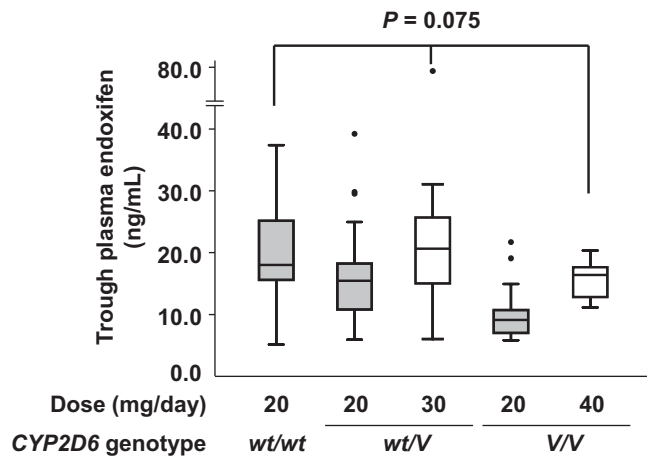 P = 0.075
Trough plasma endoxifen
(ng/mL)
80.0
40.0
30.0
20.0
10.0
0.0
Dose (mg/day) 20 20 30 20 40
CYP2D6 genotype wt/wt wt/V V/V